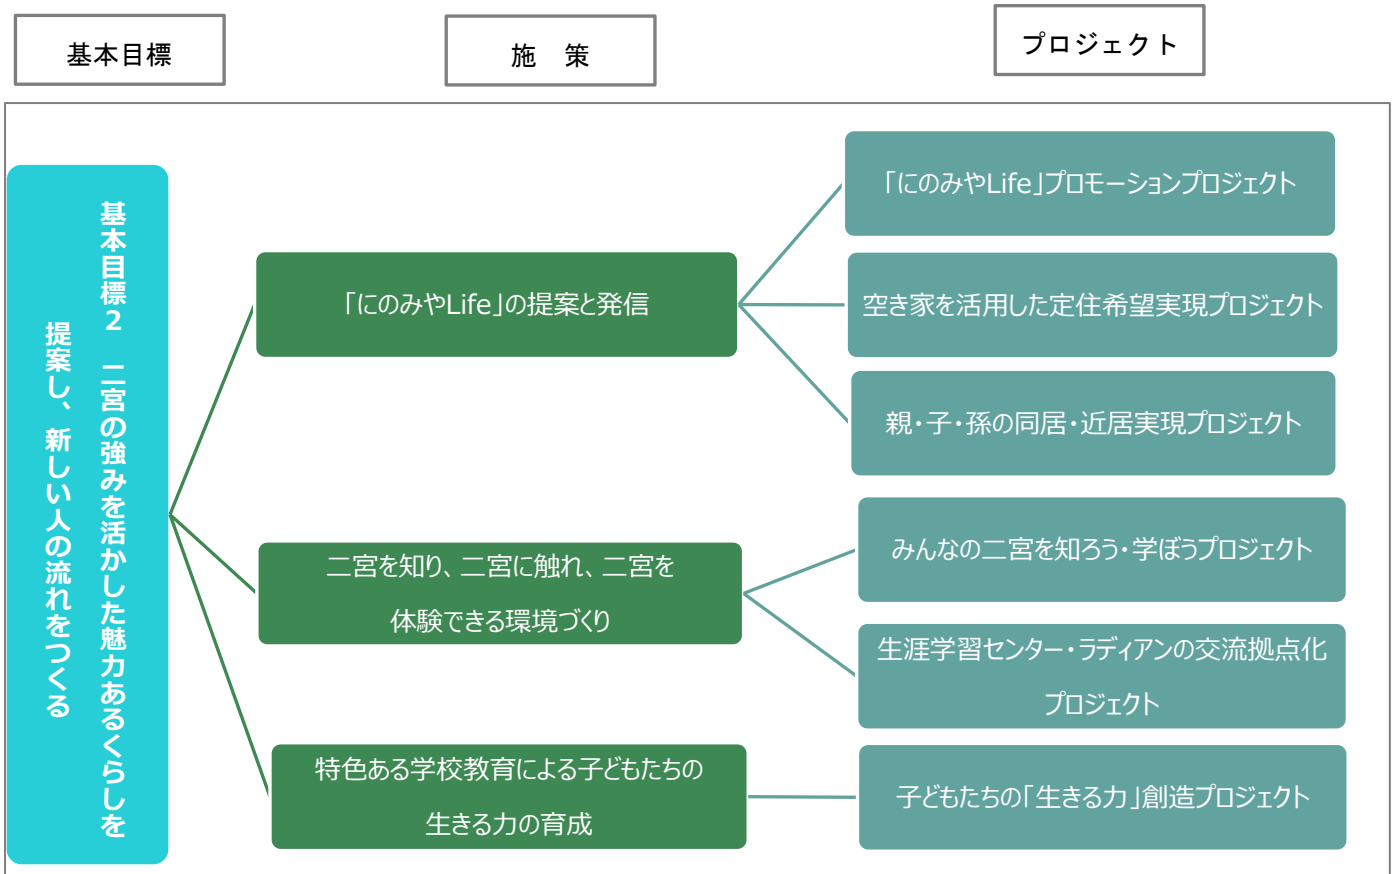 基本目標
施　策
プロジェクト
基本目標２　二宮の強みを活かした魅力あるくらしを
提案し、新しい人の流れをつくる
「にのみやLife」の提案と発信
「にのみやLife」プロモーションプロジェクト
空き家を活用した定住希望実現プロジェクト
親・子・孫の同居・近居実現プロジェクト
二宮を知り、二宮に触れ、二宮を
体験できる環境づくり
みんなの二宮を知ろう・学ぼうプロジェクト
生涯学習センター・ラディアンの交流拠点化
プロジェクト
特色ある学校教育による子どもたちの
生きる力の育成
子どもたちの「生きる力」創造プロジェクト